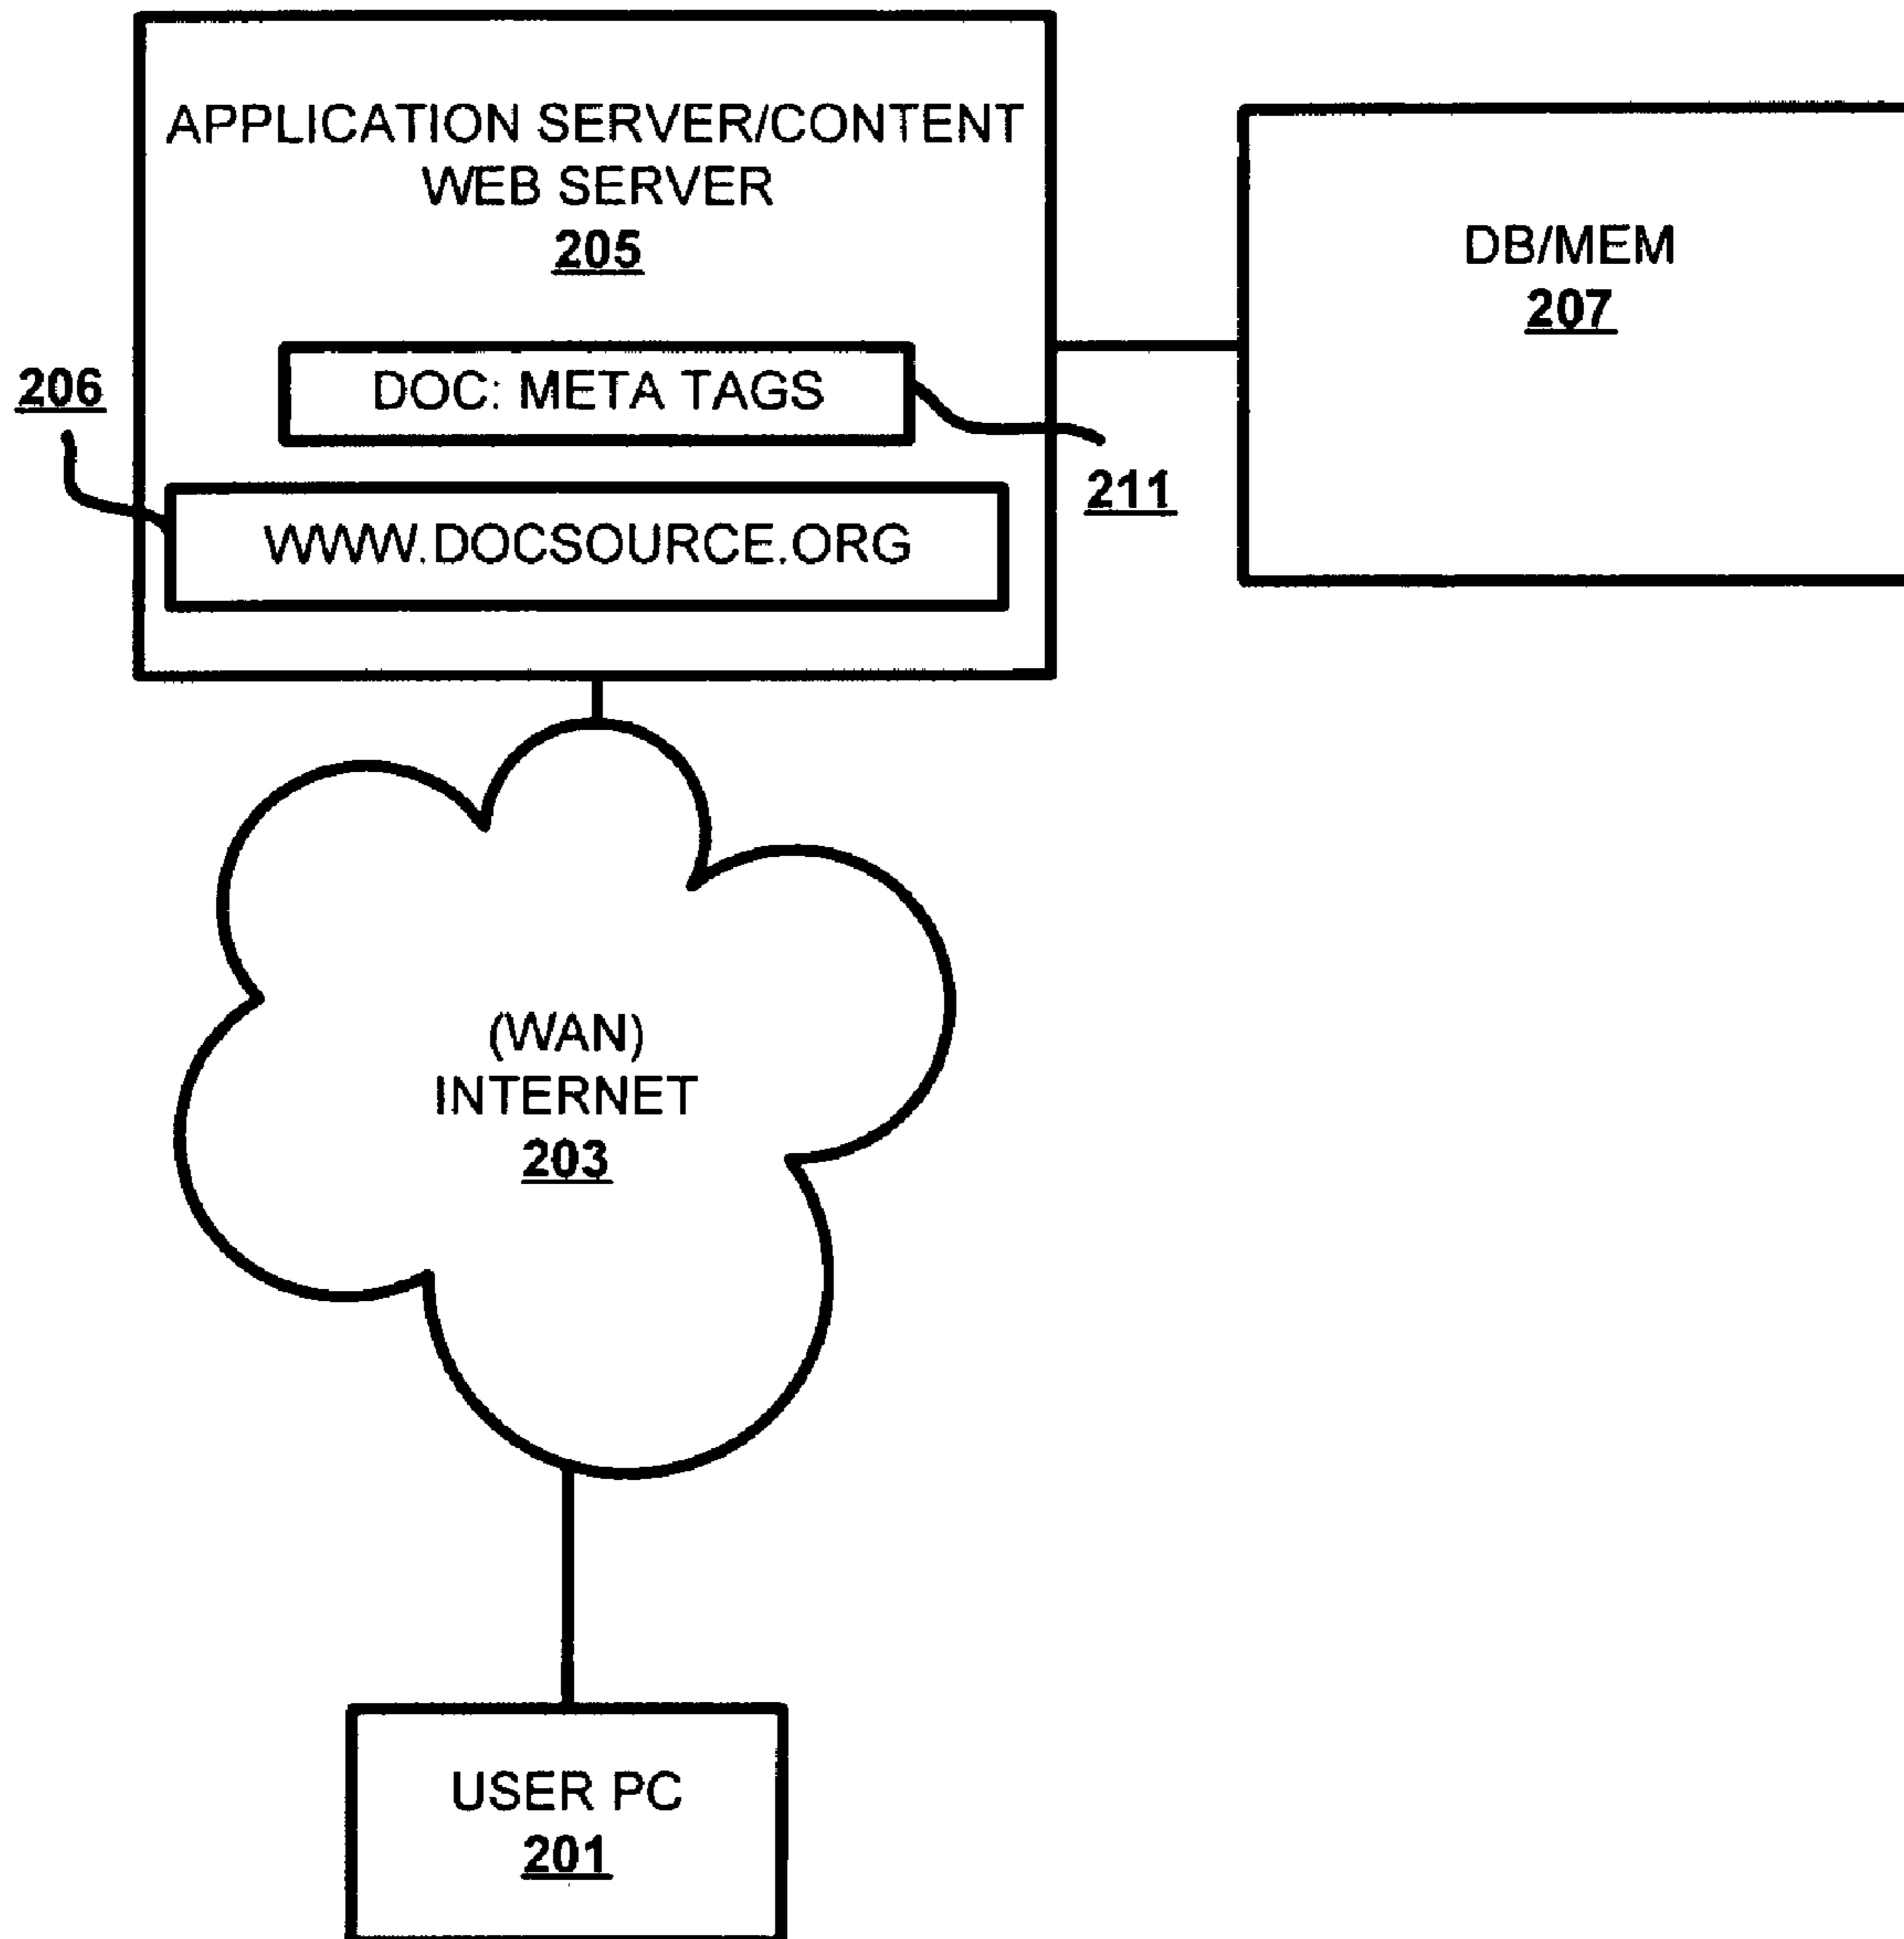 APPLICATION SERVER/CONTENT
WEB SERVER
205
DB/MEM
207
206
DOC: META TAGS
211
WWW.DOCSOURCE.ORG
(WAN)
INTERNET
203
USER PC
201